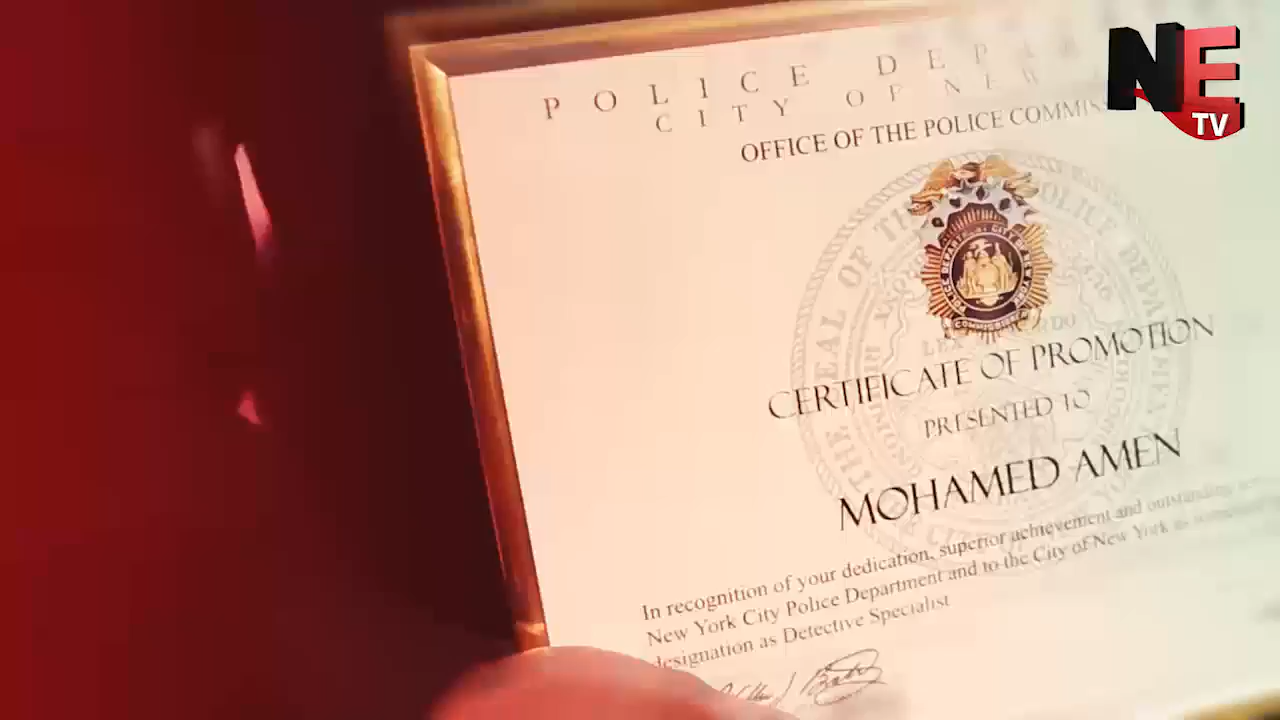 NE
TV
POLICE DEPA
CITY OF NEW
OFFICE OF THE POLICE COMMISS
CERTIFICATE OF PROMOTION
PRESENTED TO
MOHAMED AMEN
In recognition of your dedication, superior achievement and outstanding
New York City Police Department and to the City of New York
designation as Detective Specialist